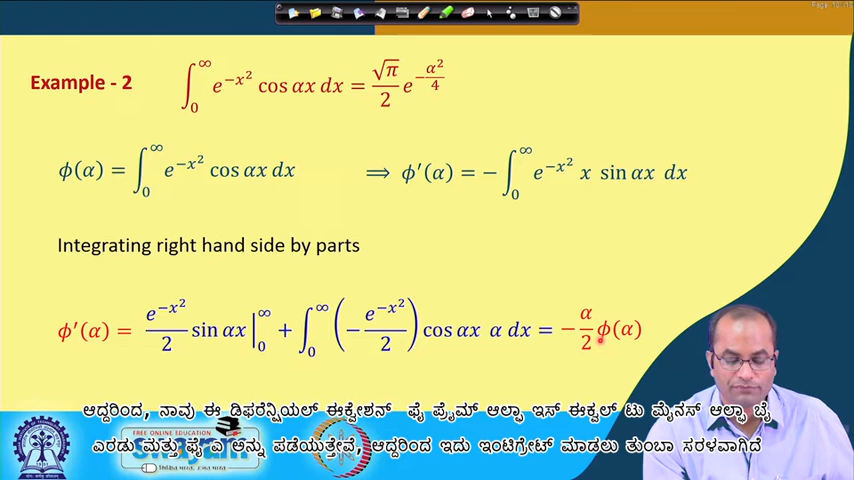 Example - 2
∫₀^∞ e^{-x²} cos αx dx = √π/2 e^{-α²/4}
ϕ(α) = ∫₀^∞ e^{-x²} cos αx dx ⟹ ϕ′(α) = − ∫₀^∞ e^{-x²} x sin αx dx
Integrating right hand side by parts
ϕ′(α) = e^{-x²}/2 sin αx |₀^∞ + ∫₀^∞ (− e^{-x²}/2) cos αx α dx = − α/2 ϕ(α)
ಆದ್ದರಿಂದ, ನಾವು ಈ ಡಿಫರೆನ್ಷಿಯಲ್ ಈಕ್ವೇಶನ್ ಫೈ ಪ್ರೈಮ್ ಆಲ್ಫಾ ಇಸ್ ಈಕ್ವಲ್ ಟು ಮೈನಸ್ ಆಲ್ಫಾ ಬೈ
ಎರಡು ಮತ್ತು ಫೈ ಎ ಅನ್ನು ಪಡೆಯುತ್ತೇವೆ, ಆದ್ದರಿಂದ ಇದು ಇಂಟಿಗ್ರೇಟ್ ಮಾಡಲು ತುಂಬಾ ಸರಳವಾಗಿದೆ
FREE ONLINE EDUCATION